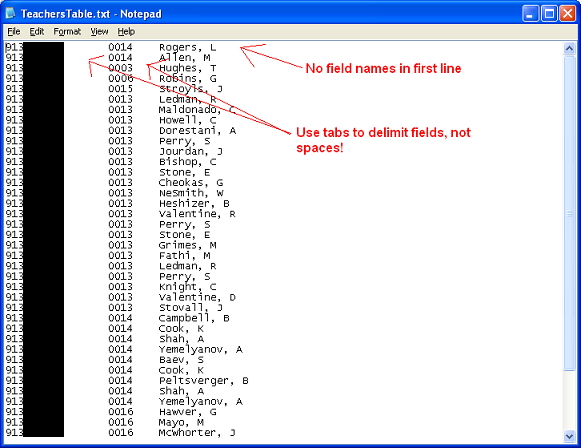 TeachersTable.txt - Notepad
File Edit Format View Help
913 0014 Rogers, L
913 0014 Allen, M
913 0003 Hughes, T
913 0006 Robins, G
913 0015 Stroyls, J
913 0013 Ledman, R
913 0013 Maldonado, C
913 0013 Howell, C
913 0013 Dorestani, A
913 0013 Perry, S
913 0013 Jourdan, J
913 0013 Bishop, C
913 0013 Stone, E
913 0013 Cheokas, G
913 0013 NeSmith, W
913 0013 Heshizer, B
913 0013 Valentine, R
913 0013 Perry, S
913 0013 Stone, E
913 0013 Grimes, M
913 0013 Fathi, M
913 0013 Ledman, R
913 0013 Perry, S
913 0013 Knight, C
913 0013 Valentine, D
913 0013 Stovall, J
913 0014 Campbell, B
913 0014 Cook, K
913 0014 Shah, A
913 0014 Yemelyanov, A
913 0014 Baev, S
913 0014 Cook, K
913 0014 Peltsverger, B
913 0014 Shah, A
913 0014 Yemelyanov, A
913 0016 Hawver, G
913 0016 Mayo, M
913 0016 McWhorter, J
No field names in first line
Use tabs to delimit fields, not
spaces!